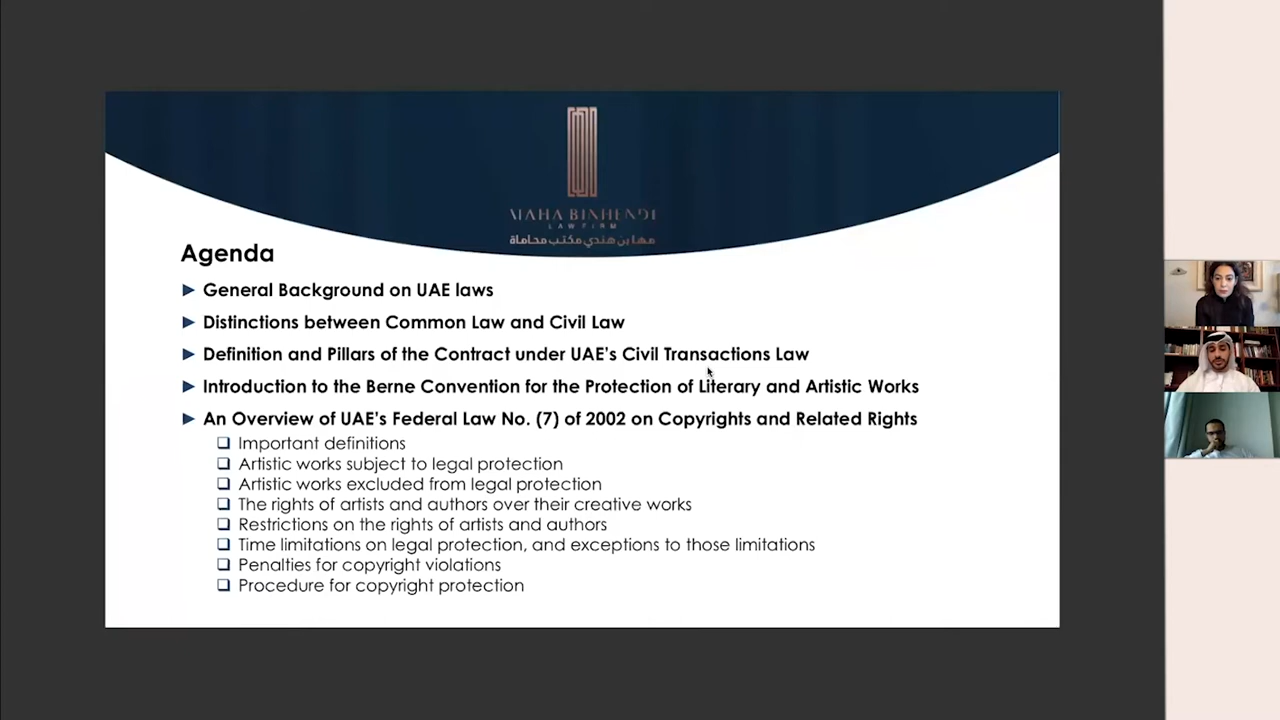 MAHA BINHENDI
LAW FIRM
مها بن هندي مكتب محاماة
Agenda
General Background on UAE laws
Distinctions between Common Law and Civil Law
Definition and Pillars of the Contract under UAE's Civil Transactions Law
Introduction to the Berne Convention for the Protection of Literary and Artistic Works
An Overview of UAE's Federal Law No. (7) of 2002 on Copyrights and Related Rights
Important definitions
Artistic works subject to legal protection
Artistic works excluded from legal protection
The rights of artists and authors over their creative works
Restrictions on the rights of artists and authors
Time limitations on legal protection, and exceptions to those limitations
Penalties for copyright violations
Procedure for copyright protection